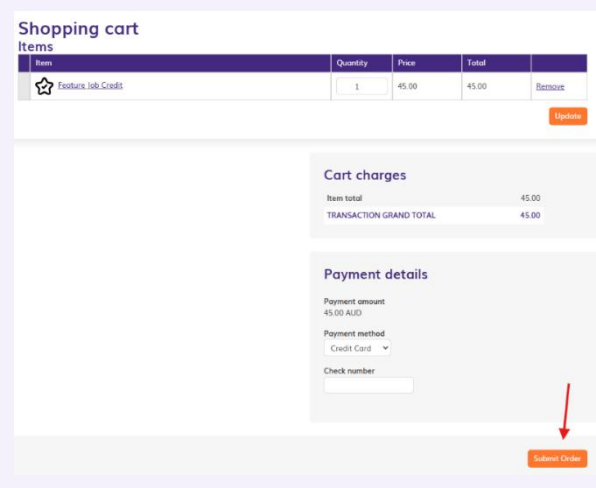 Shopping cart
Items
Item Quantity Price Total
Feature Job Credit 1 45.00 45.00 Remove
Update
Cart charges
Item total 45.00
TRANSACTION GRAND TOTAL 45.00
Payment details
Payment amount
45.00 AUD
Payment method
Credit Card
Check number
Submit Order